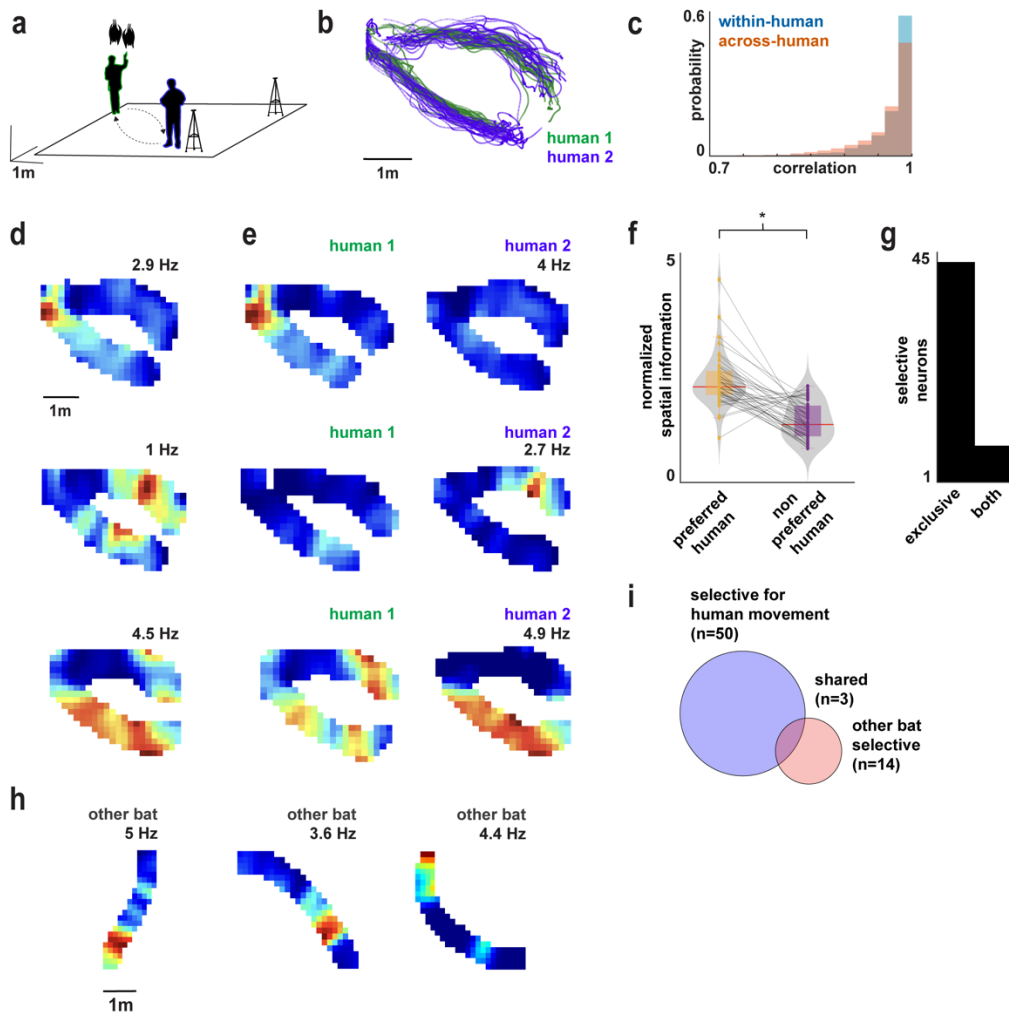 a
1m
b
human 1
human 2
1m
c
within-human
across-human
0.6
probability
0
0.7
correlation
1
d
2.9 Hz
1m
1 Hz
4.5 Hz
e
human 1
human 2
4 Hz
human 1
human 2
2.7 Hz
human 1
human 2
4.9 Hz
f
*
5
normalized
spatial information
0
preferred
human
non
preferred
human
g
45
selective
neurons
1
exclusive
both
h
other bat
5 Hz
other bat
3.6 Hz
other bat
4.4 Hz
1m
i
selective for
human movement
(n=50)
shared
(n=3)
other bat
selective
(n=14)